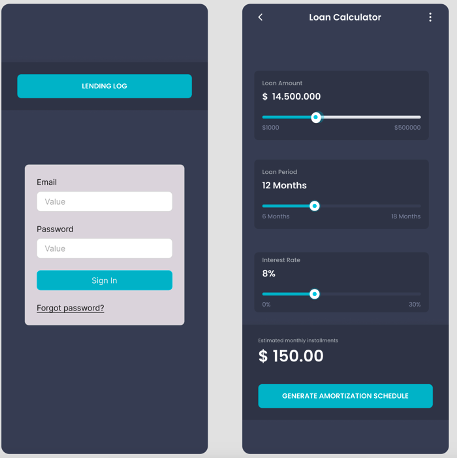 LENDING LOG
Email
Value
Password
Value
Sign In
Forgot password?
Loan Calculator
Loan Amount
$ 14.500.000
$1000 $500000
Loan Period
12 Months
6 Months 18 Months
Interest Rate
8%
0% 30%
Estimated monthly installments
$ 150.00
GENERATE AMORTIZATION SCHEDULE